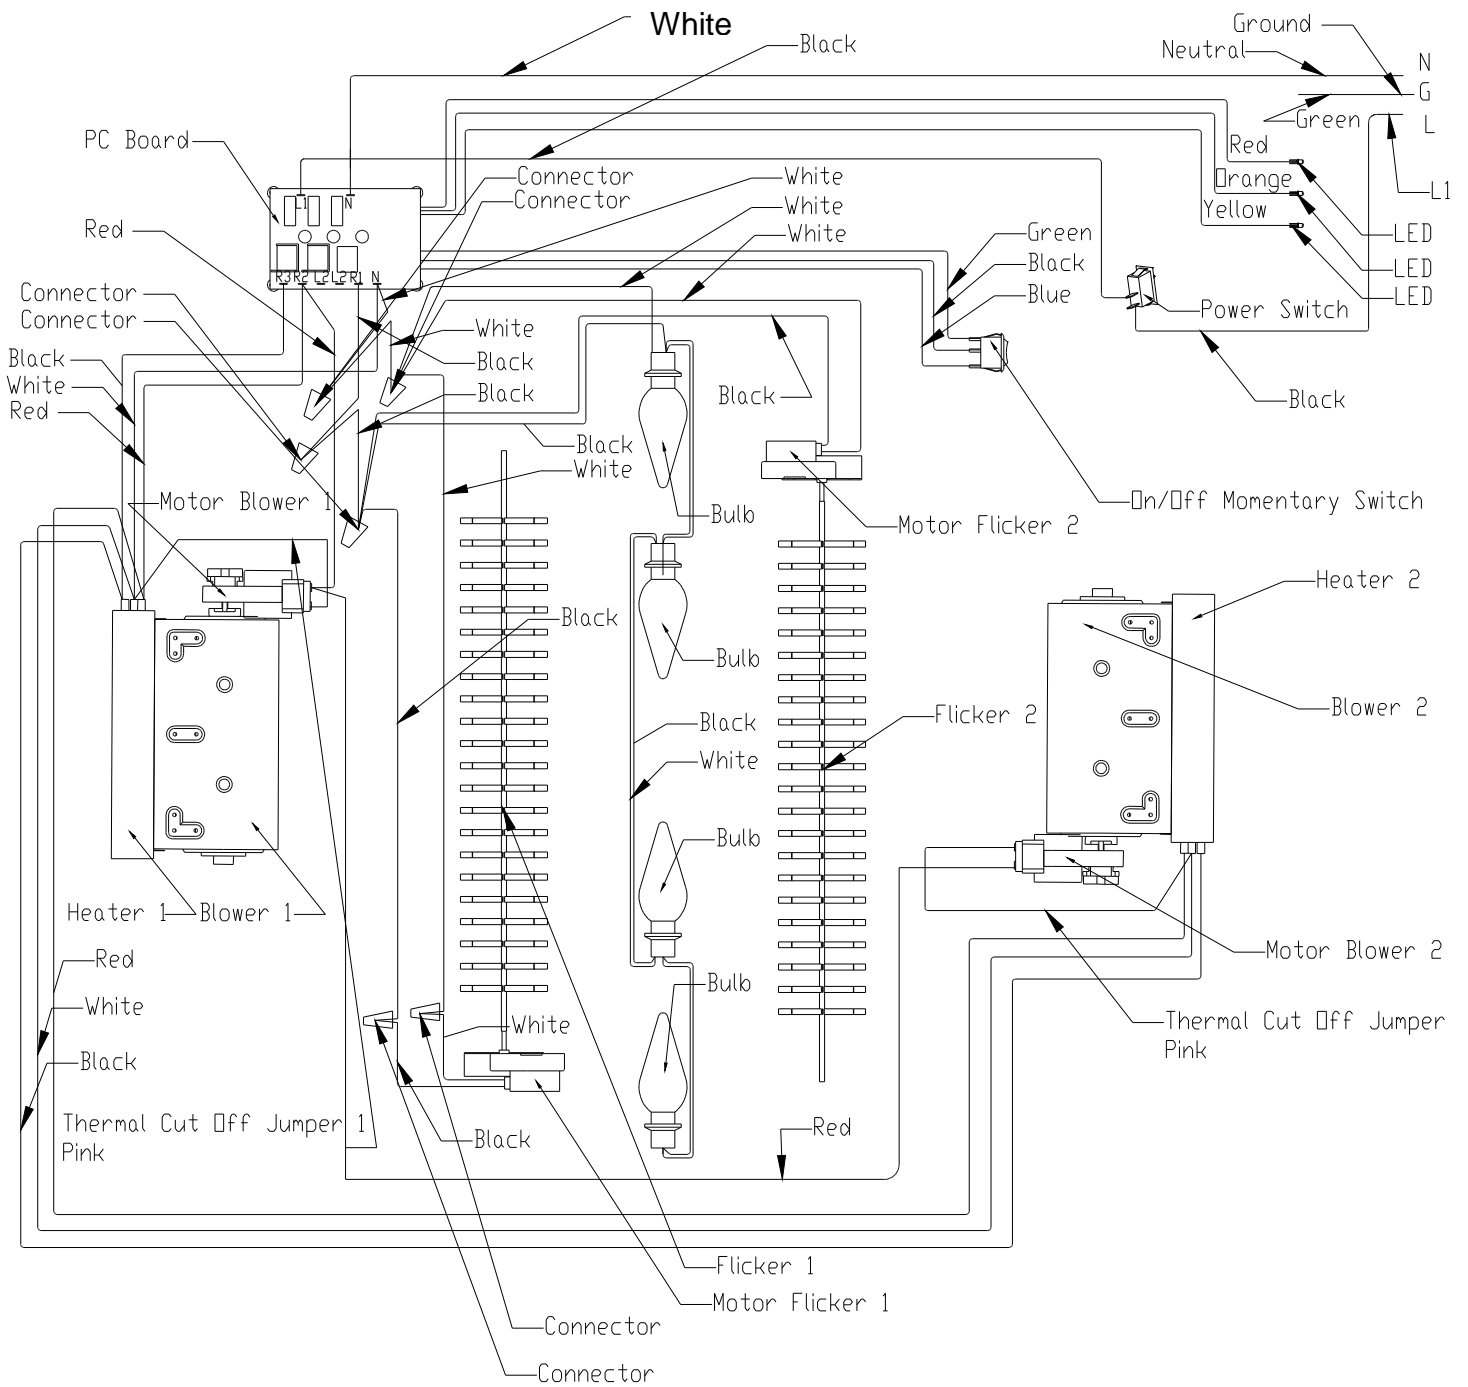 White
Ground
Black
Neutral
N
G
Green
L
PC Board
Red
Connector
White
Orange
L1
Connector
L1
N
White
Yellow
Red
White
Green
LED
Black
LED
R3 R2 L2 L2 R1 N
Connector
Blue
LED
Power Switch
Connector
White
Black
Black
White
Black
Black
Black
Red
Black
White
Motor Blower 1
On/Off Momentary Switch
Bulb
Motor Flicker 2
Heater 2
Black
Bulb
Blower 2
Flicker 2
Black
White
Bulb
Heater 1
Blower 1
Motor Blower 2
Red
Bulb
White
White
Thermal Cut Off Jumper
Pink
Black
Thermal Cut Off Jumper 1
Pink
Black
Red
Flicker 1
Motor Flicker 1
Connector
Connector